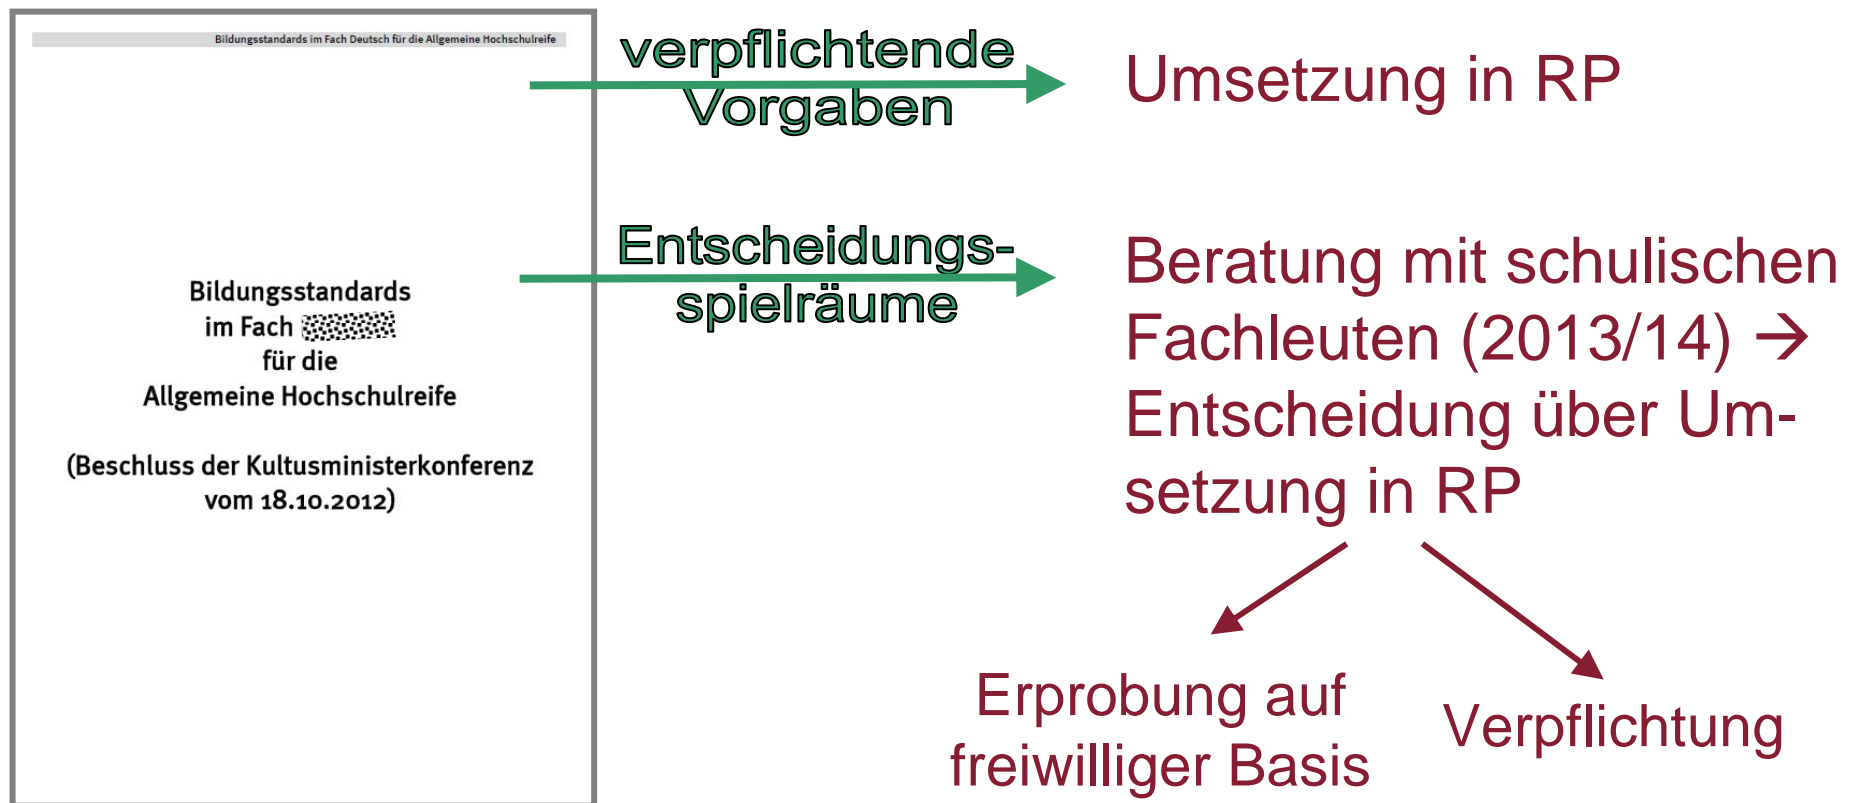 Bildungsstandards im Fach Deutsch für die Allgemeine Hochschulreife
Bildungsstandards
im Fach
für die
Allgemeine Hochschulreife
(Beschluss der Kultusministerkonferenz
vom 18.10.2012)
verpflichtende
Vorgaben
Umsetzung in RP
Entscheidungs-
spielräume
Beratung mit schulischen
Fachleuten (2013/14) →
Entscheidung über Um-
setzung in RP
Erprobung auf
freiwilliger Basis
Verpflichtung